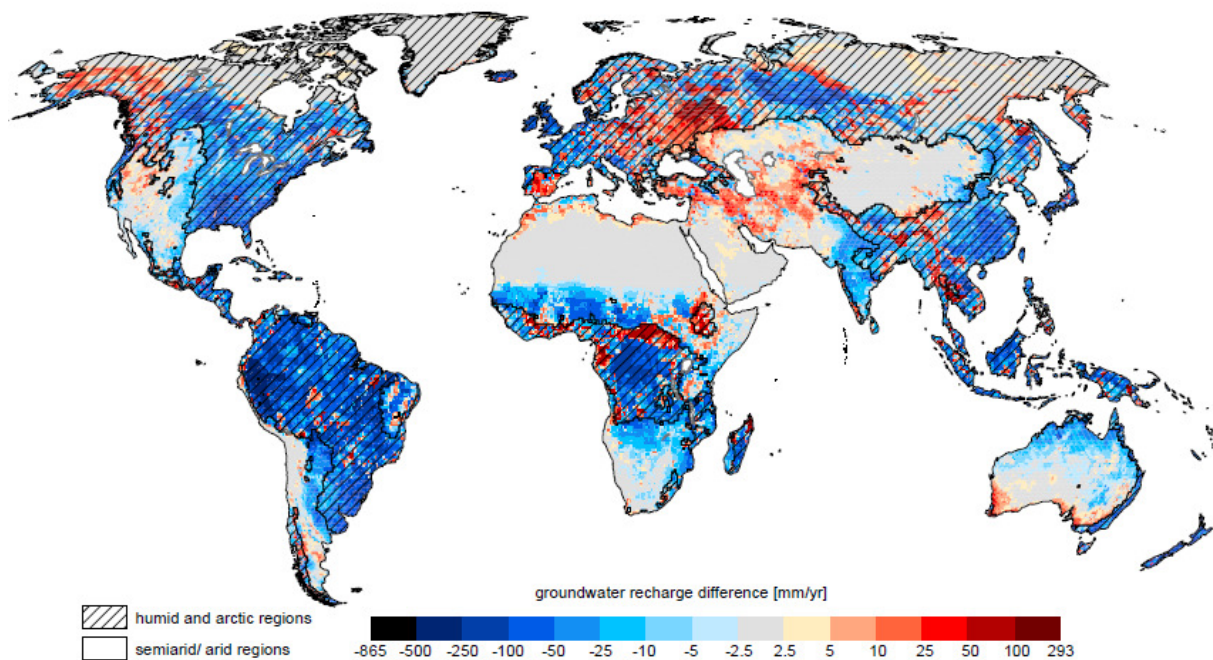 groundwater recharge difference [mm/yr]
humid and arctic regions
semiarid/ arid regions
-865 -500 -250 -100 -50 -25 -10 -5 -2.5 2.5 5 10 25 50 100 293